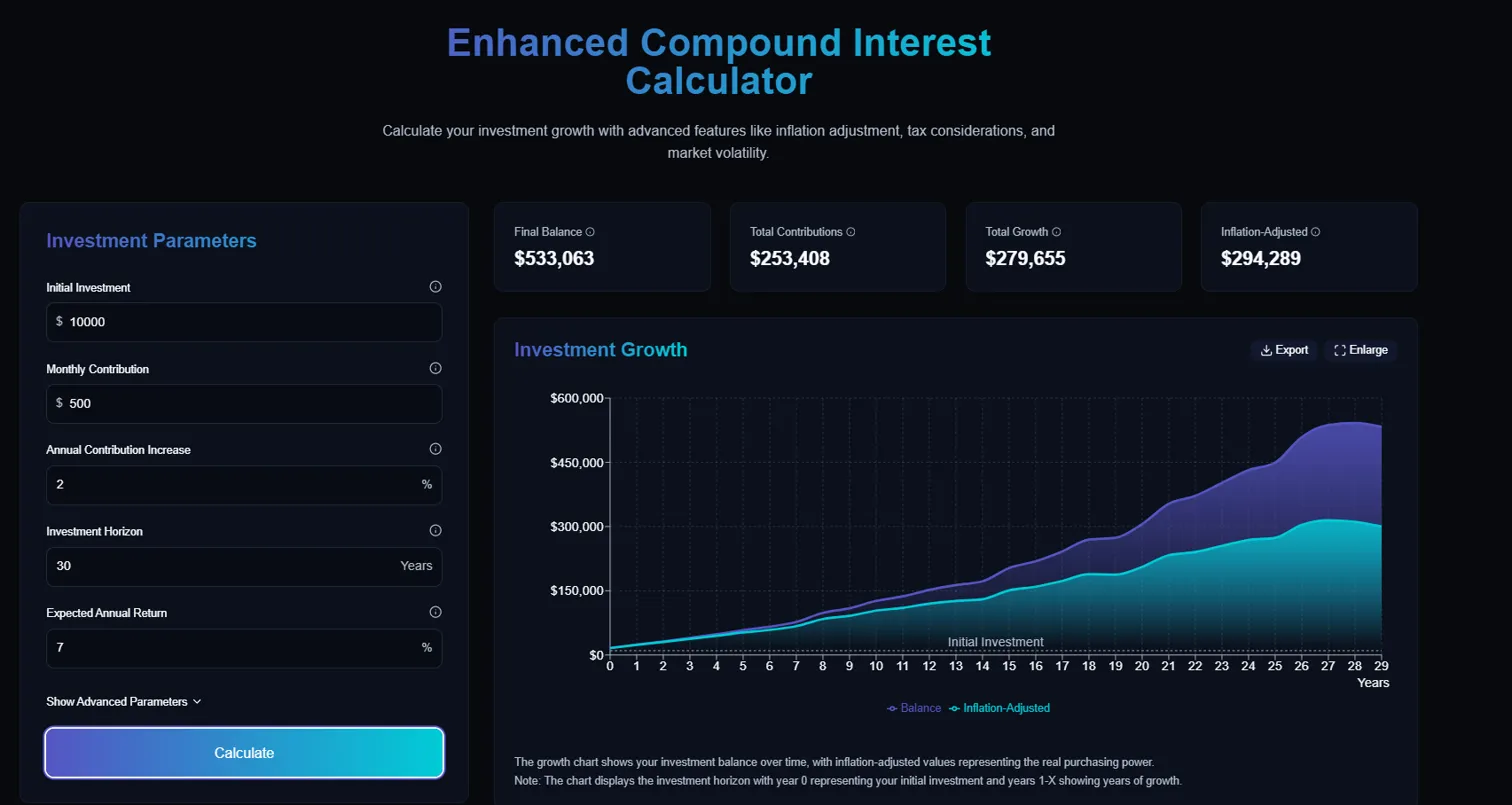 Enhanced Compound Interest
Calculator
Calculate your investment growth with advanced features like inflation adjustment, tax considerations, and
market volatility.
Investment Parameters
Initial Investment
$ 10000
Monthly Contribution
$ 500
Annual Contribution Increase
2 %
Investment Horizon
30 Years
Expected Annual Return
7 %
Show Advanced Parameters
Calculate
Final Balance
$533,063
Total Contributions
$253,408
Total Growth
$279,655
Inflation-Adjusted
$294,289
Investment Growth
Export
Enlarge
$600,000
$450,000
$300,000
$150,000
$0
Initial Investment
0 1 2 3 4 5 6 7 8 9 10 11 12 13 14 15 16 17 18 19 20 21 22 23 24 25 26 27 28 29
Years
Balance Inflation-Adjusted
The growth chart shows your investment balance over time, with inflation-adjusted values representing the real purchasing power.
Note: The chart displays the investment horizon with year 0 representing your initial investment and years 1-X showing years of growth.